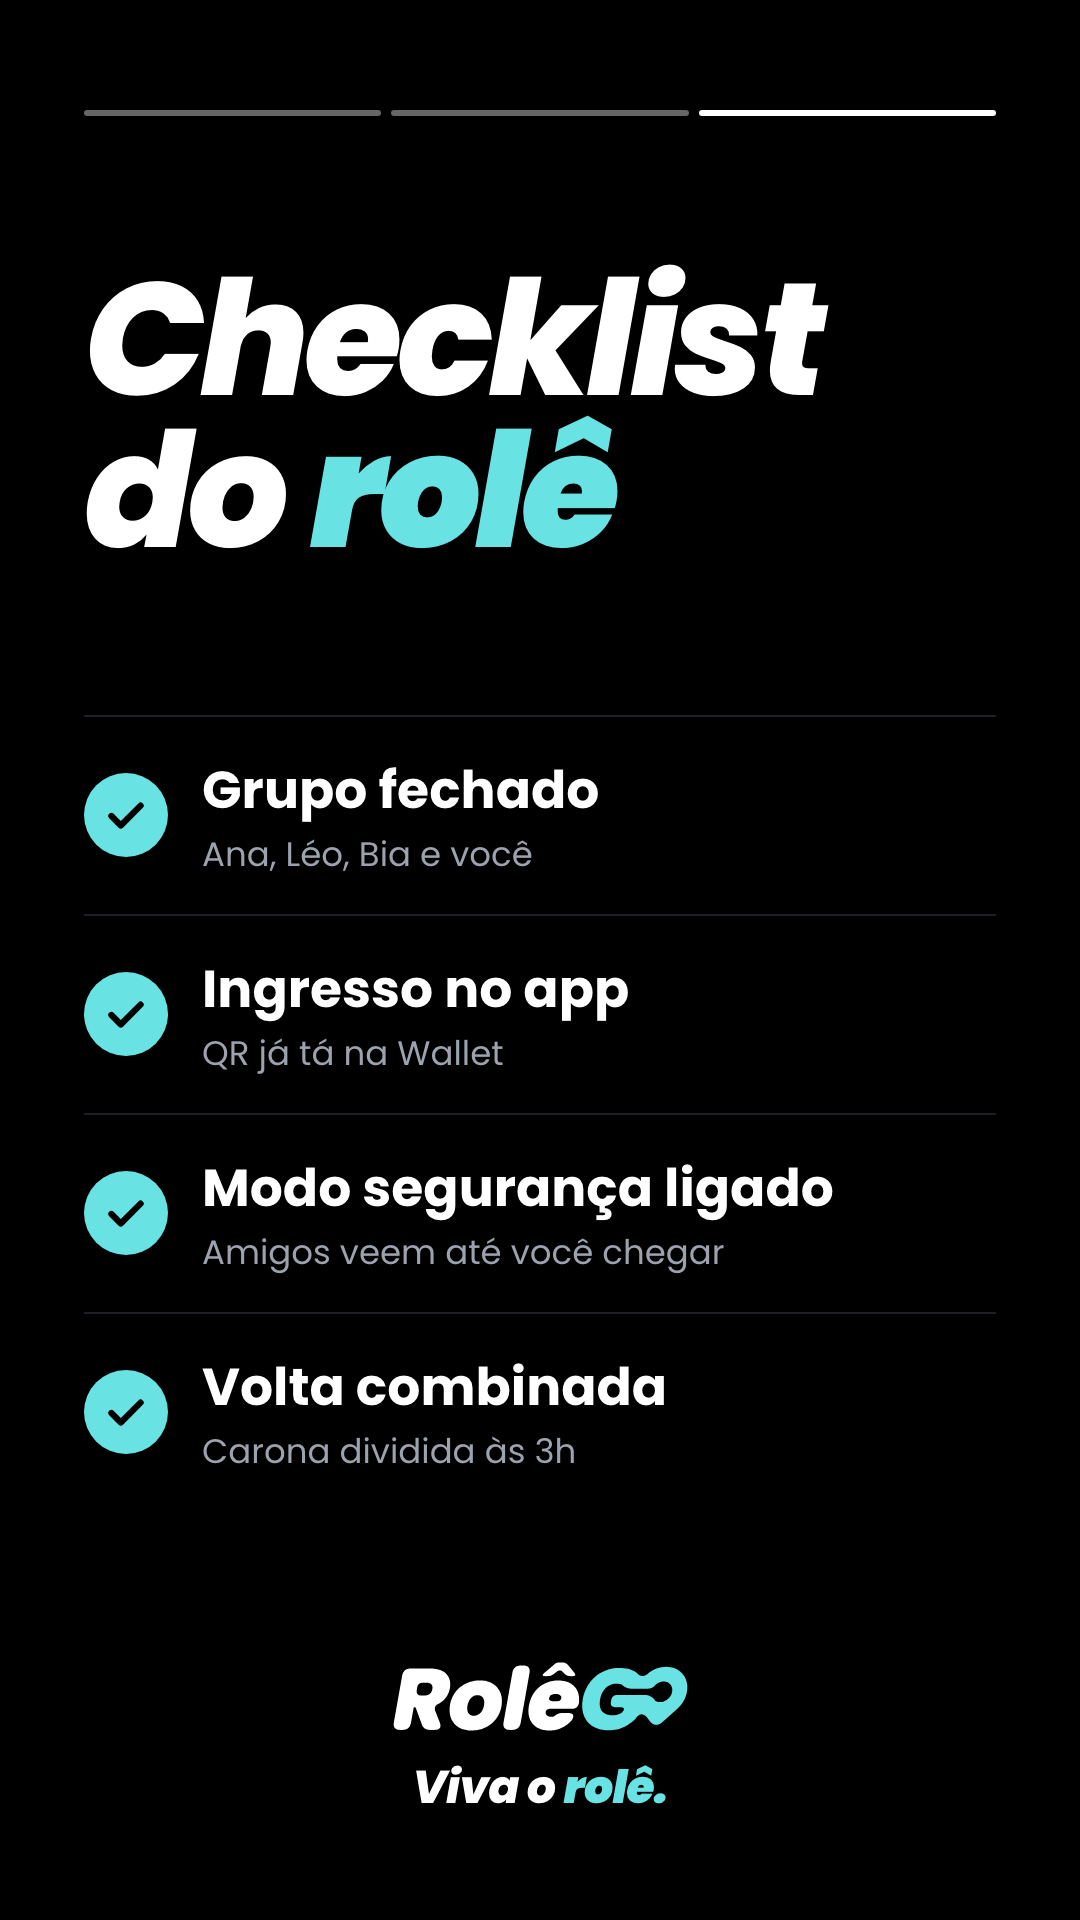 Checklist
do rolê
Grupo fechado
Ana, Léo, Bia e você
Ingresso no app
QR já tá na Wallet
Modo segurança ligado
Amigos veem até você chegar
Volta combinada
Carona dividida às 3h
RolêGO
Viva o rolê.